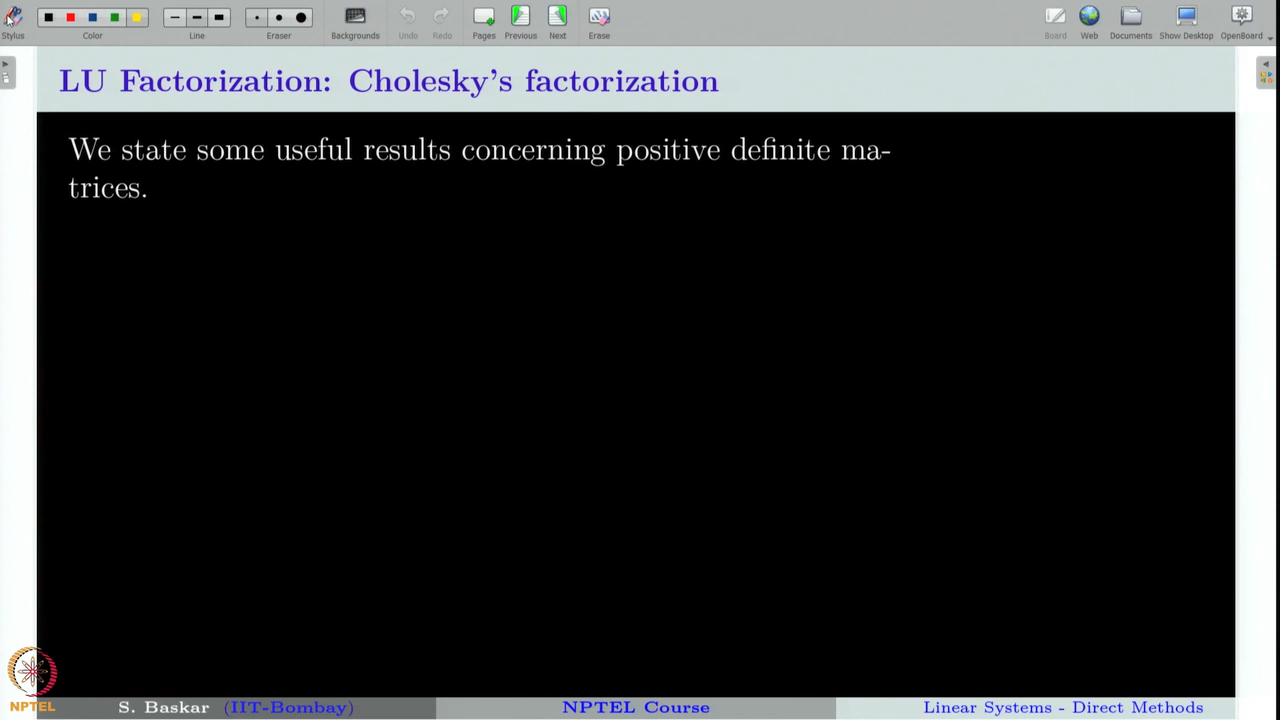 Stylus Color Line Eraser Backgrounds Undo Redo Pages Previous Next Erase Board Web Documents Show Desktop OpenBoard
LU Factorization: Cholesky's factorization
We state some useful results concerning positive definite ma-
trices.
NPTEL
S. Baskar (IIT-Bombay) NPTEL Course Linear Systems - Direct Methods